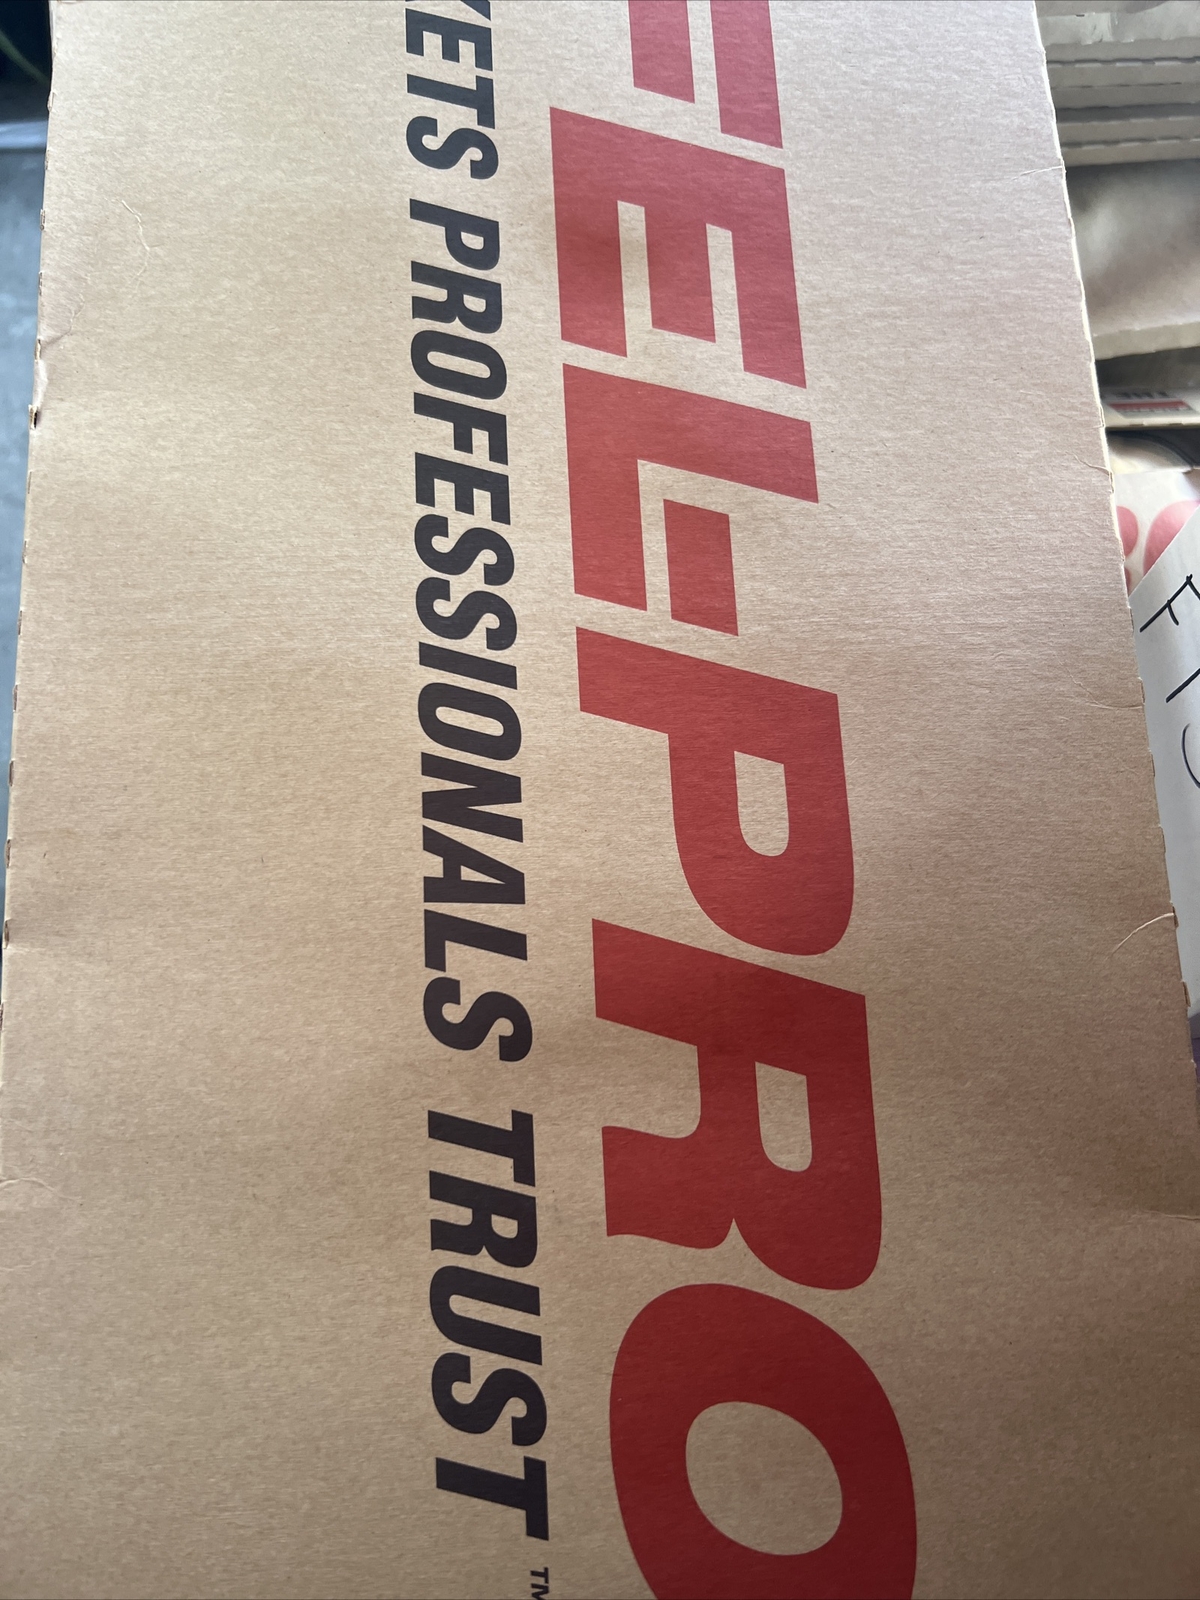 FEL-PRO
KETS PROFESSIONALS TRUST™